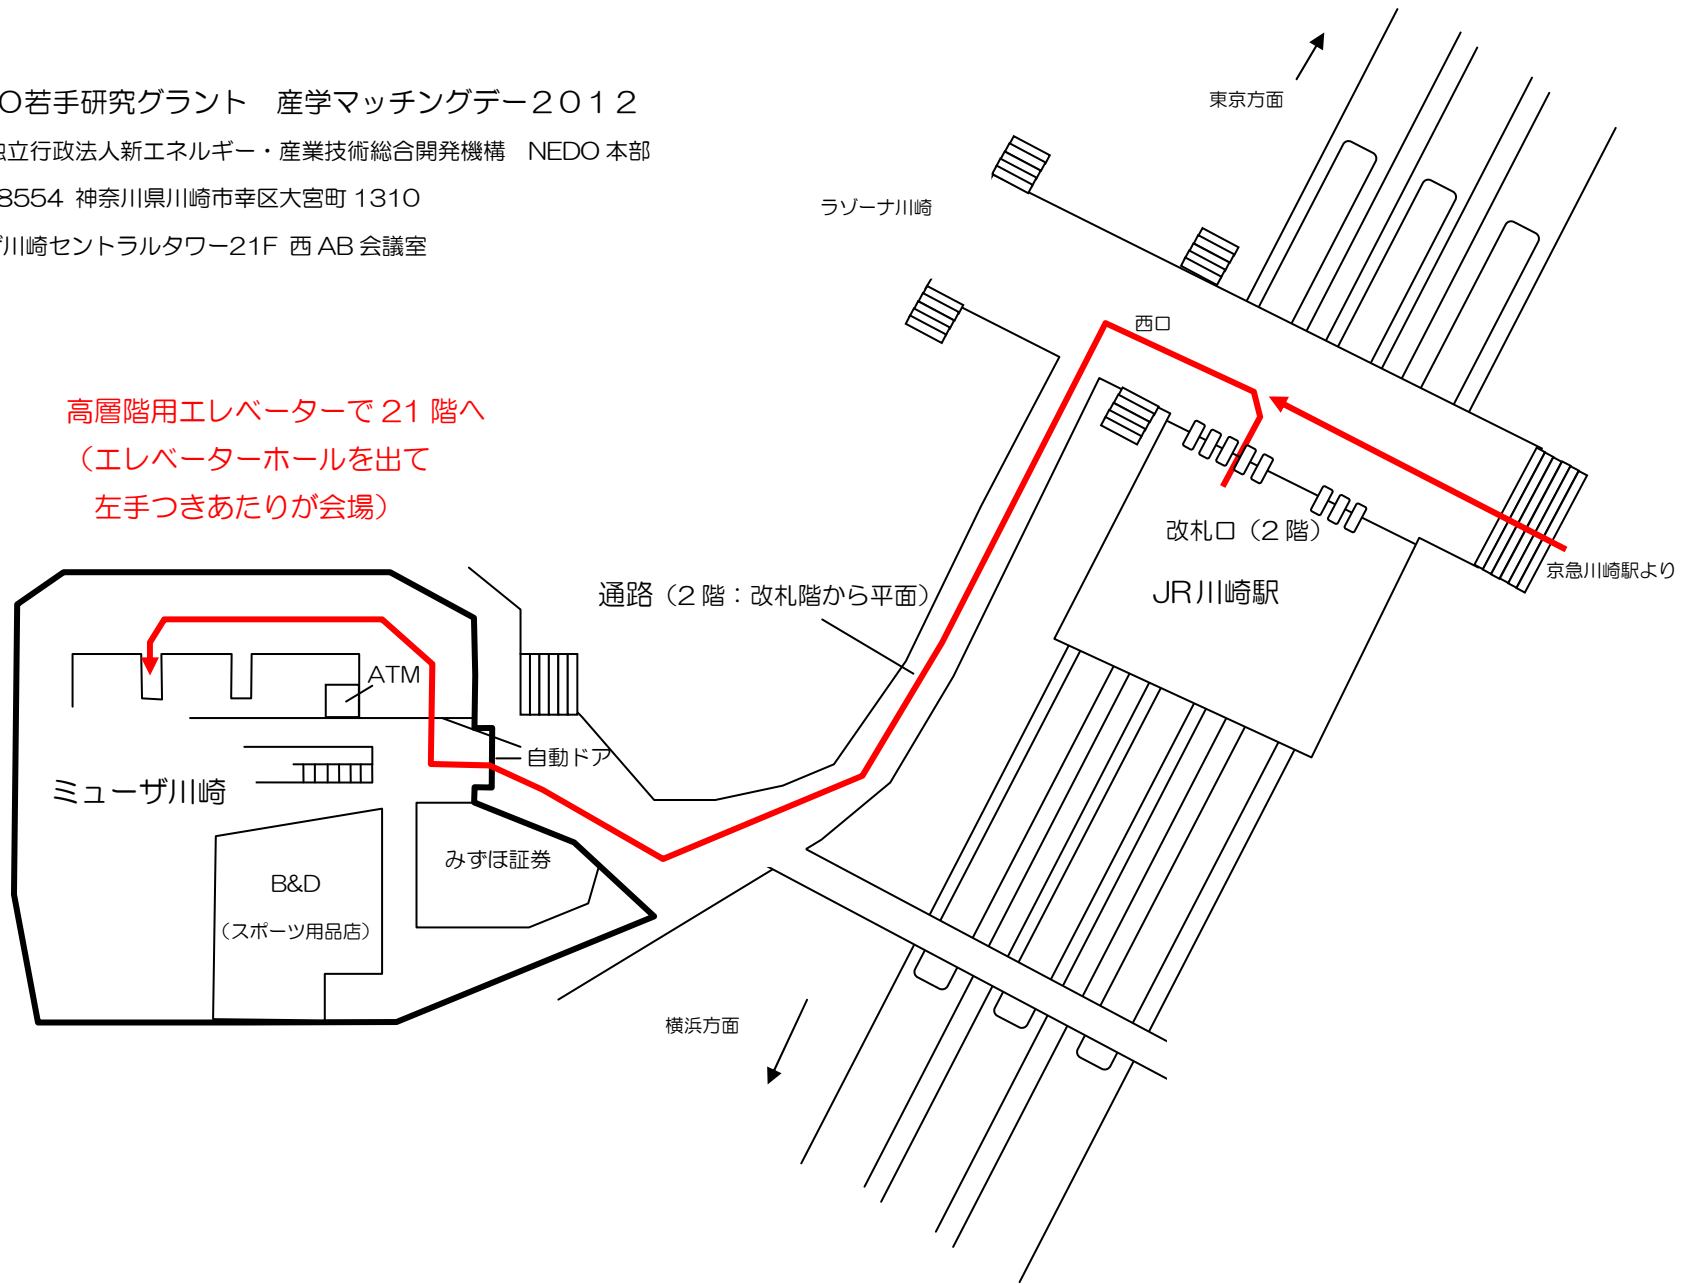 O若手研究グラント　産学マッチングデー２０１２
立行政法人新エネルギー・産業技術総合開発機構　NEDO 本部
8554 神奈川県川崎市幸区大宮町 1310
川崎セントラルタワー21F 西 AB 会議室
東京方面
ラゾーナ川崎
西口
高層階用エレベーターで 21 階へ
（エレベーターホールを出て
左手つきあたりが会場）
改札口（2 階）
京急川崎駅より
JR 川崎駅
通路（2 階：改札階から平面）
ATM
自動ドア
ミューザ川崎
みずほ証券
B&D
（スポーツ用品店）
横浜方面